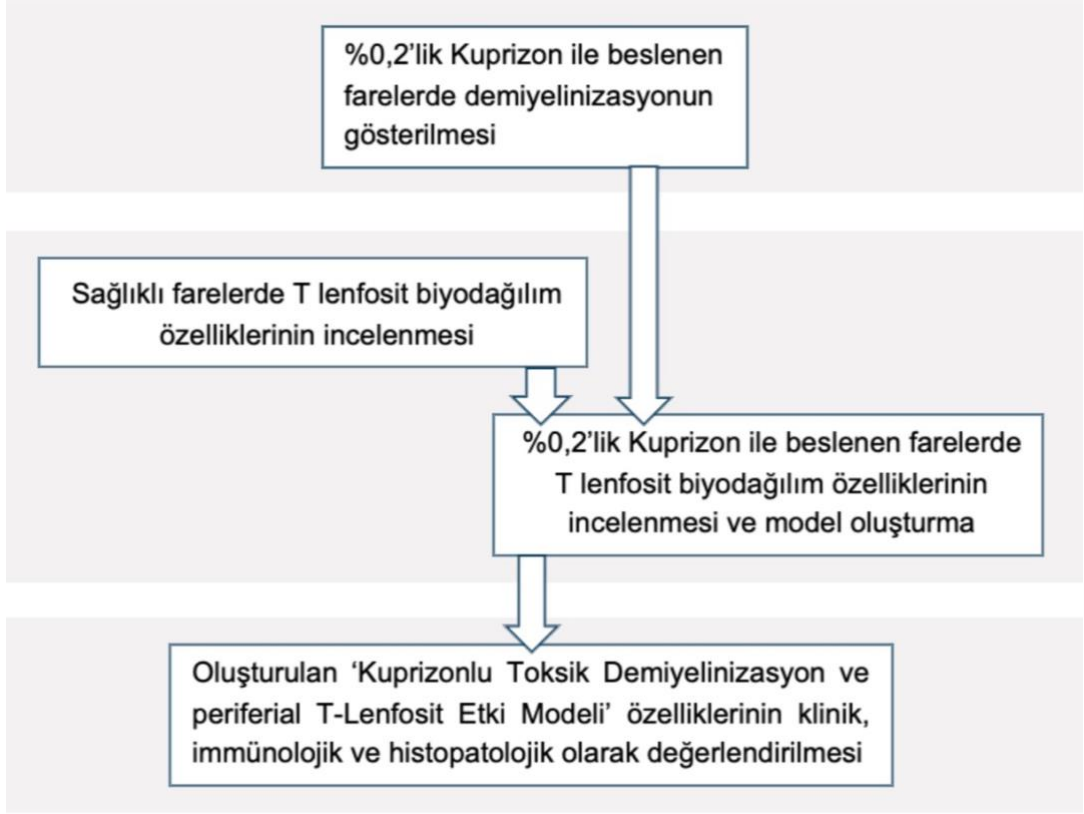 %0,2'lik Kuprizon ile beslenen
farelerde demiyelinizasyonun
gösterilmesi
Sağlıklı farelerde T lenfosit biyodağılım
özelliklerinin incelenmesi
%0,2'lik Kuprizon ile beslenen farelerde
T lenfosit biyodağılım özelliklerinin
incelenmesi ve model oluşturma
Oluşturulan ‘Kuprizonlu Toksik Demiyelinizasyon ve
periferial T-Lenfosit Etki Modeli’ özelliklerinin klinik,
immünolojik ve histopatolojik olarak değerlendirilmesi